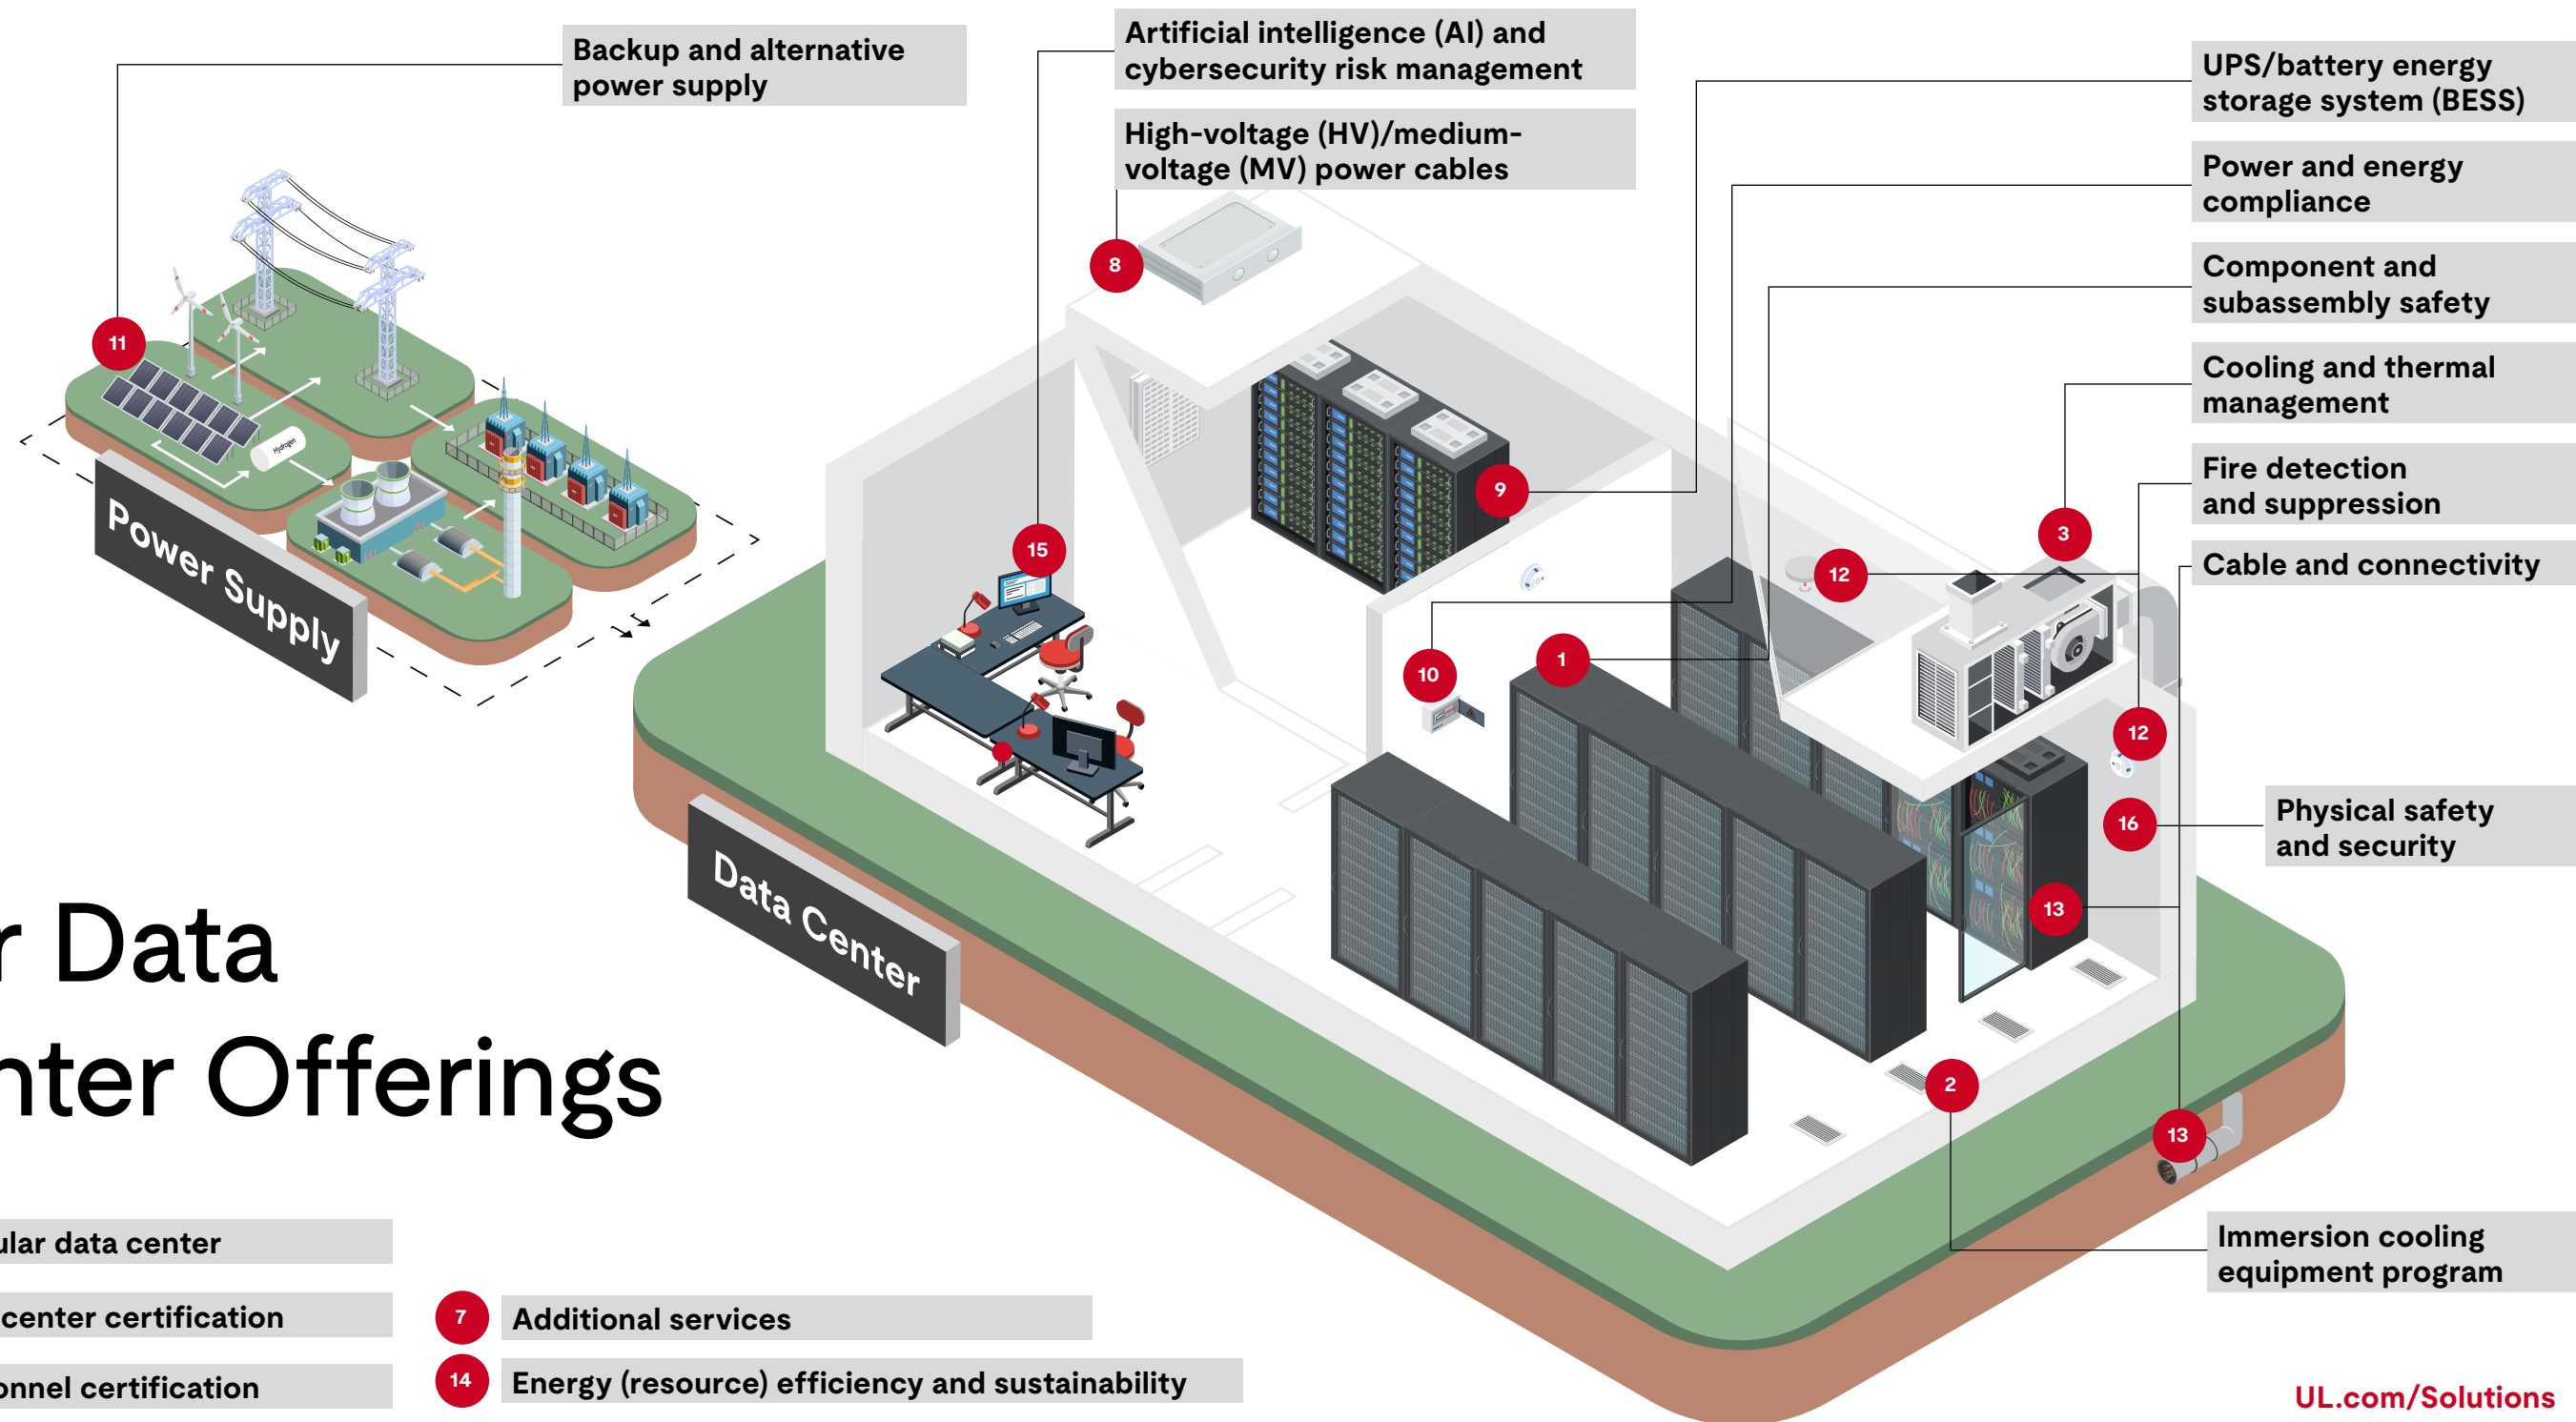 Backup and alternative
power supply
Artificial intelligence (AI) and
cybersecurity risk management
High-voltage (HV)/medium-
voltage (MV) power cables
UPS/battery energy
storage system (BESS)
Power and energy
compliance
Component and
subassembly safety
Cooling and thermal
management
Fire detection
and suppression
Cable and connectivity
8
11
Hydrogen
Power Supply
9
15
3
12
10
1
12
16
Physical safety
and security
13
Data Center
2
13
r Data
nter Offerings
Immersion cooling
equipment program
ular data center
center certification
onnel certification
7
Additional services
14
Energy (resource) efficiency and sustainability
UL.com/Solutions